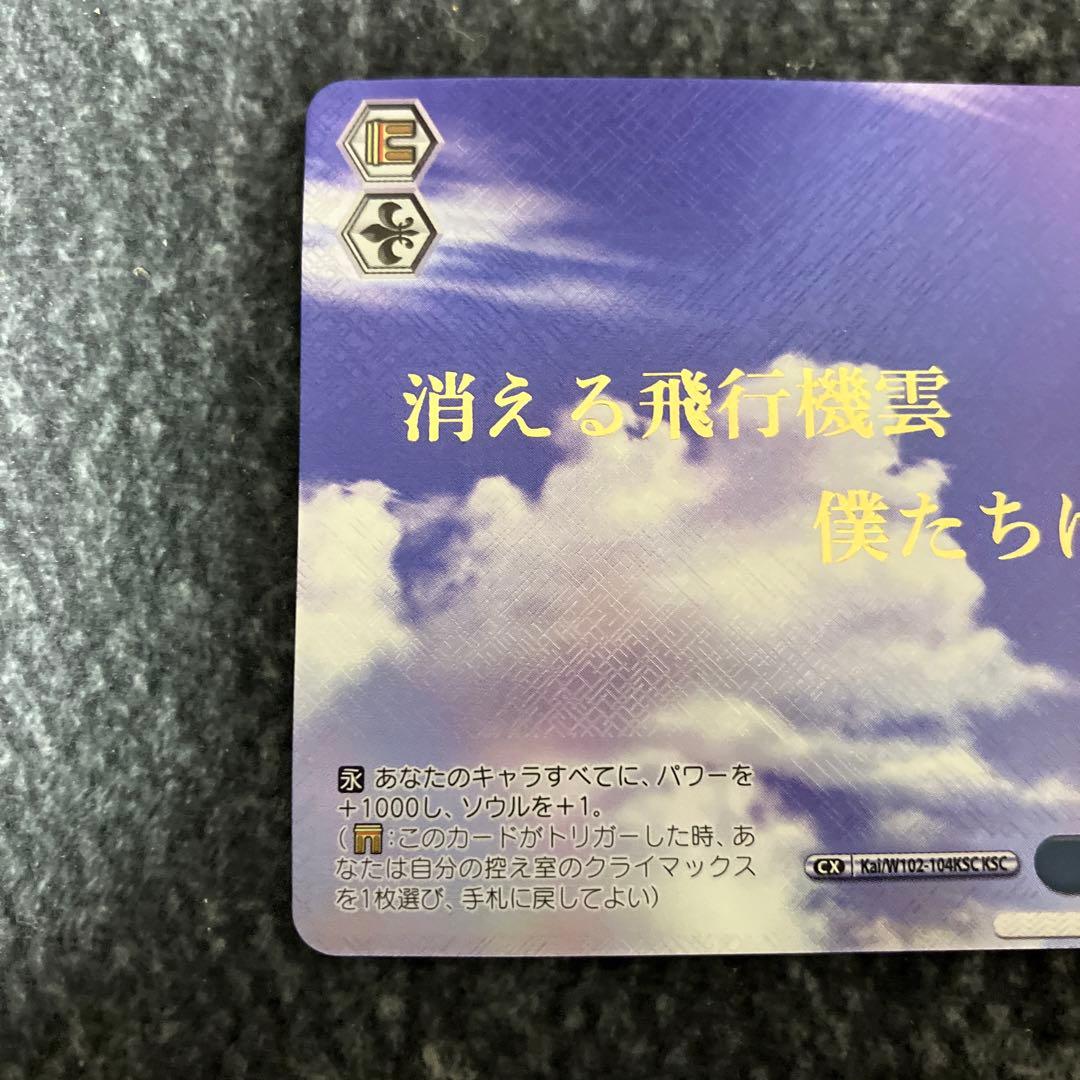 消える飛行機雲
僕たちは
永 あなたのキャラすべてに、パワーを
+1000し、ソウルを+1。
(:このカードがトリガーした時、あ
なたは自分の控え室のクライマックス
を1枚選び、手札に戻してよい)
CX Kai/W102-104KSC KSC